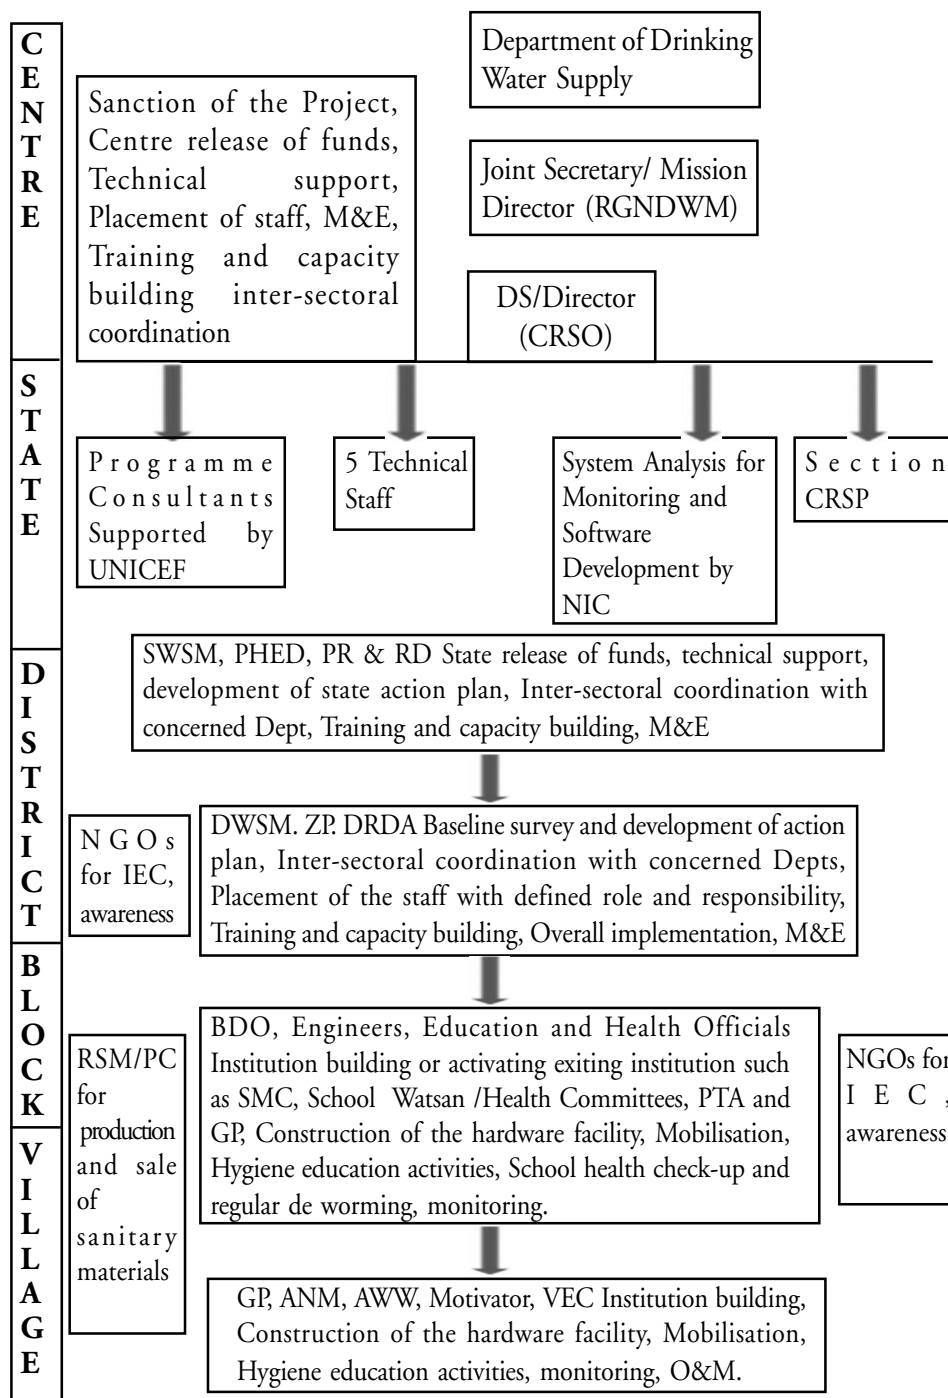 CENTRE
Sanction of the Project,
Centre release of funds,
Technical support,
Placement of staff, M&E,
Training and capacity
building inter-sectoral
coordination
Department of Drinking
Water Supply
Joint Secretary/ Mission
Director (RGNDWM)
DS/Director
(CRSO)
STATE
Programme
Consultants
Supported by
UNICEF
5 Technical
Staff
System Analysis for
Monitoring and
Software
Development by
NIC
Section
CRSP
SWSM, PHED, PR & RD State release of funds, technical support,
development of state action plan, Inter-sectoral coordination with
concerned Dept, Training and capacity building, M&E
DISTRICT
NGOs
for IEC,
awareness
DWSM. ZP. DRDA Baseline survey and development of action
plan, Inter-sectoral coordination with concerned Depts,
Placement of the staff with defined role and responsibility,
Training and capacity building, Overall implementation, M&E
BLOCK
RSM/PC
for
production
and sale
of
sanitary
materials
BDO, Engineers, Education and Health Officials
Institution building or activating exiting institution such
as SMC, School Watsan /Health Committees, PTA and
GP, Construction of the hardware facility, Mobilisation,
Hygiene education activities, School health check-up and
regular de worming, monitoring.
NGOs for
IEC,
awareness
VILLAGE
GP, ANM, AWW, Motivator, VEC Institution building,
Construction of the hardware facility, Mobilisation,
Hygiene education activities, monitoring, O&M.